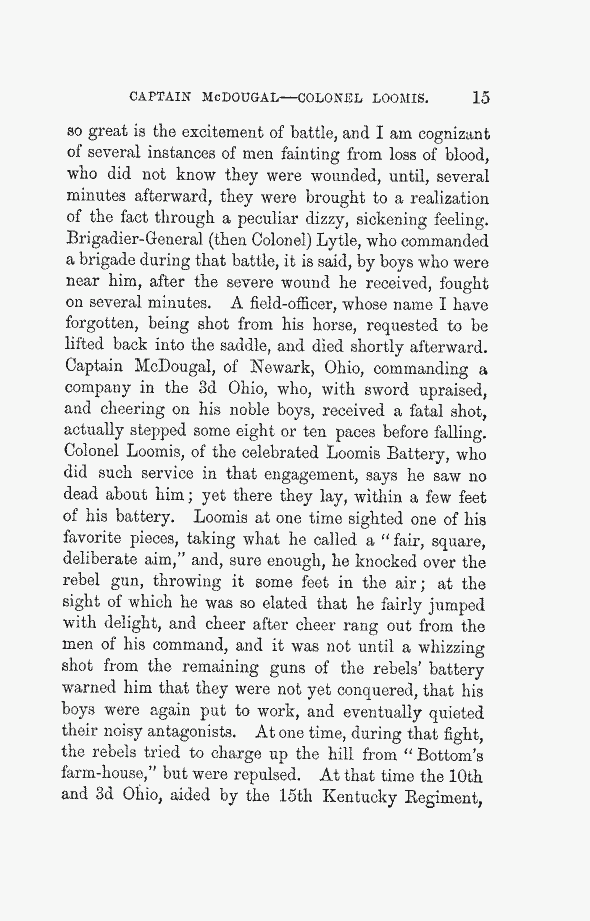 CAPTAIN McDOUGAL—COLONEL LOOMIS. 15
so great is the excitement of battle, and I am cognizant
of several instances of men fainting from loss of blood,
who did not know they were wounded, until, several
minutes afterward, they were brought to a realization
of the fact through a peculiar dizzy, sickening feeling.
Brigadier-General (then Colonel) Lytle, who commanded
a brigade during that battle, it is said, by boys who were
near him, after the severe wound he received, fought
on several minutes. A field-officer, whose name I have
forgotten, being shot from his horse, requested to be
lifted back into the saddle, and died shortly afterward.
Captain McDougal, of Newark, Ohio, commanding a
company in the 3d Ohio, who, with sword upraised,
and cheering on his noble boys, received a fatal shot,
actually stepped some eight or ten paces before falling.
Colonel Loomis, of the celebrated Loomis Battery, who
did such service in that engagement, says he saw no
dead about him; yet there they lay, within a few feet
of his battery. Loomis at one time sighted one of his
favorite pieces, taking what he called a “fair, square,
deliberate aim,” and, sure enough, he knocked over the
rebel gun, throwing it some feet in the air; at the
sight of which he was so elated that he fairly jumped
with delight, and cheer after cheer rang out from the
men of his command, and it was not until a whizzing
shot from the remaining guns of the rebels’ battery
warned him that they were not yet conquered, that his
boys were again put to work, and eventually quieted
their noisy antagonists. At one time, during that fight,
the rebels tried to charge up the hill from “Bottom’s
farm-house,” but were repulsed. At that time the 10th
and 3d Ohio, aided by the 15th Kentucky Regiment,